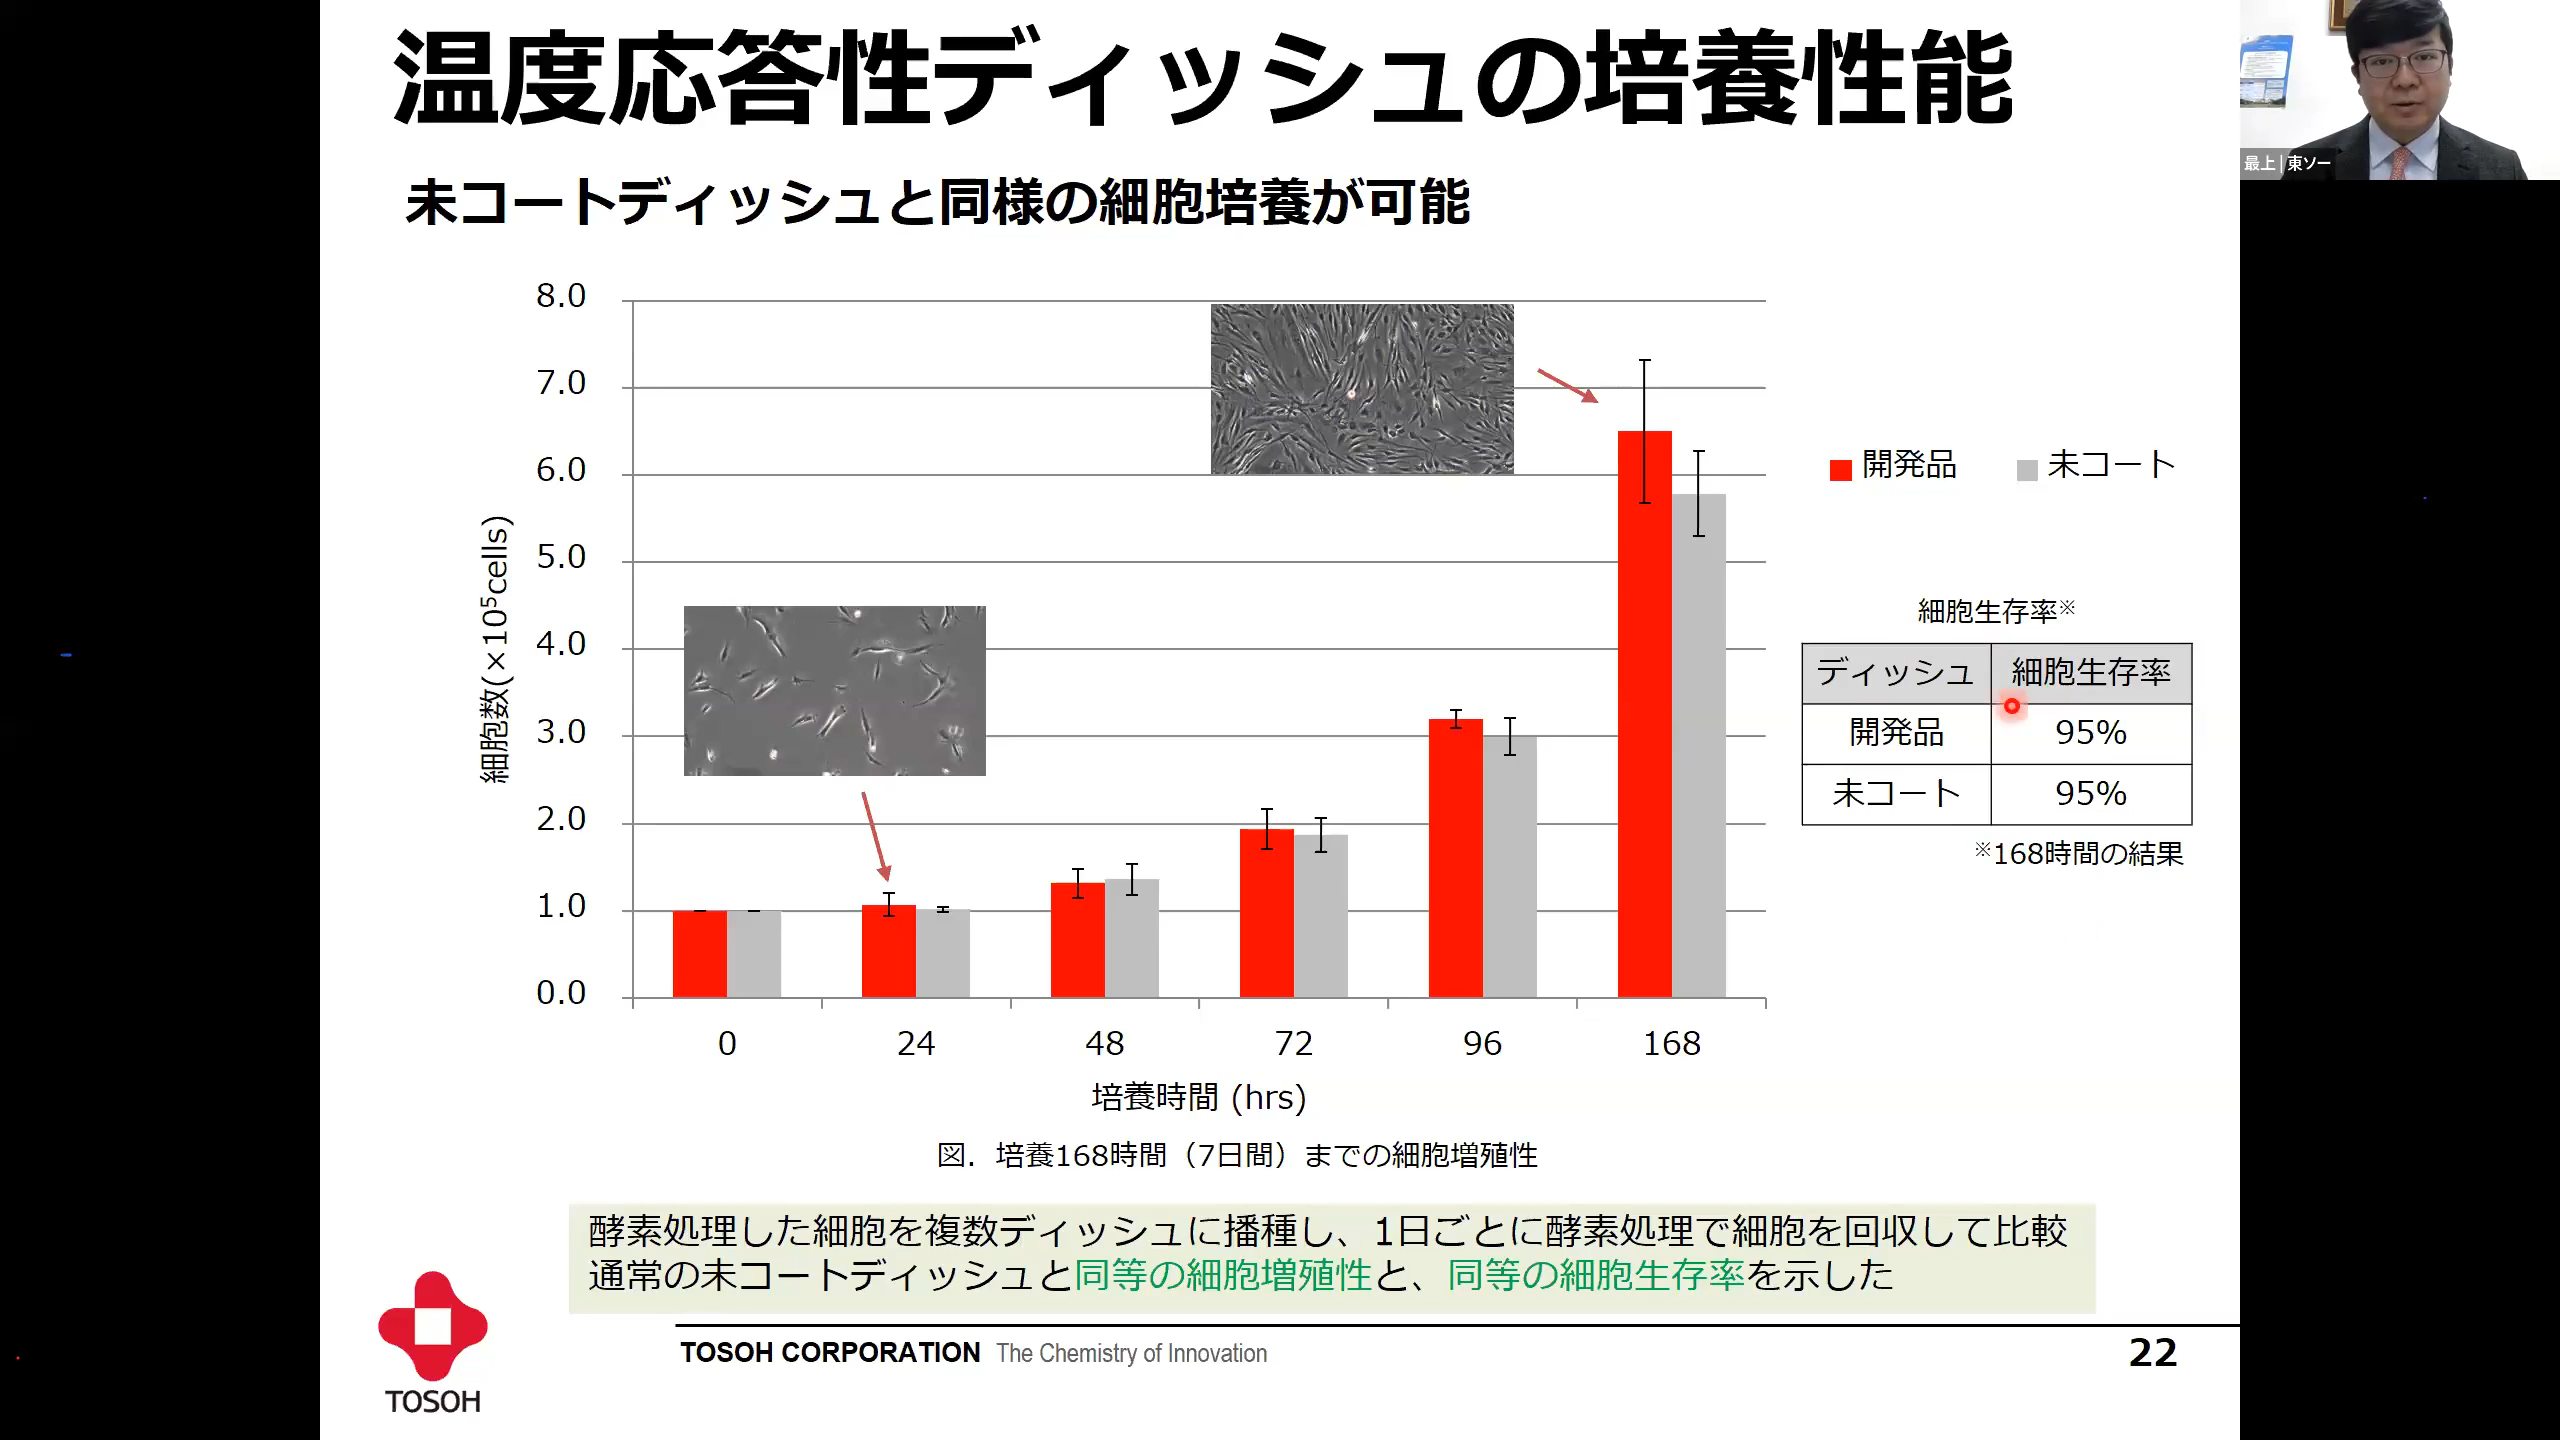 温度応答性ディッシュの培養性能
最上 | 東ソー
未コートディッシュと同様の細胞培養が可能
8.0
7.0
6.0
5.0
4.0
3.0
2.0
1.0
0.0
細胞数(×10⁵cells)
0 24 48 72 96 168
培養時間 (hrs)
開発品 未コート
細胞生存率※
ディッシュ 細胞生存率
開発品 95%
未コート 95%
※168時間の結果
図．培養168時間（7日間）までの細胞増殖性
酵素処理した細胞を複数ディッシュに播種し、1日ごとに酵素処理で細胞を回収して比較
通常の未コートディッシュと同等の細胞増殖性と、同等の細胞生存率を示した
TOSOH
TOSOH CORPORATION The Chemistry of Innovation
22